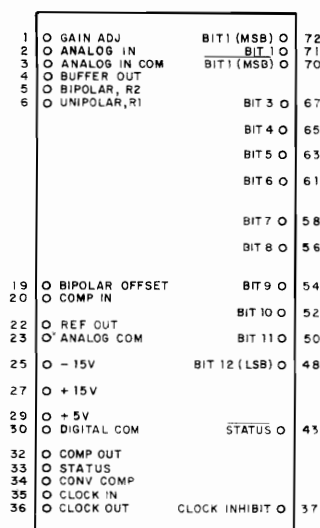 1 GAIN ADJ BIT1 (MSB) 72
2 ANALOG IN BIT 1 71
3 ANALOG IN COM BIT1 (MSB) 70
4 BUFFER OUT
5 BIPOLAR, R2
6 UNIPOLAR,R1 BIT 3 67
BIT 4 65
BIT 5 63
BIT 6 61
BIT 7 58
BIT 8 56
19 BIPOLAR OFFSET BIT 9 54
20 COMP IN
BIT 10 52
22 REF OUT
23 ANALOG COM BIT 11 50
25 - 15V BIT 12 (LSB) 48
27 + 15V
29 + 5V
30 DIGITAL COM STATUS 43
32 COMP OUT
33 STATUS
34 CONV COMP
35 CLOCK IN
36 CLOCK OUT CLOCK INHIBIT 37